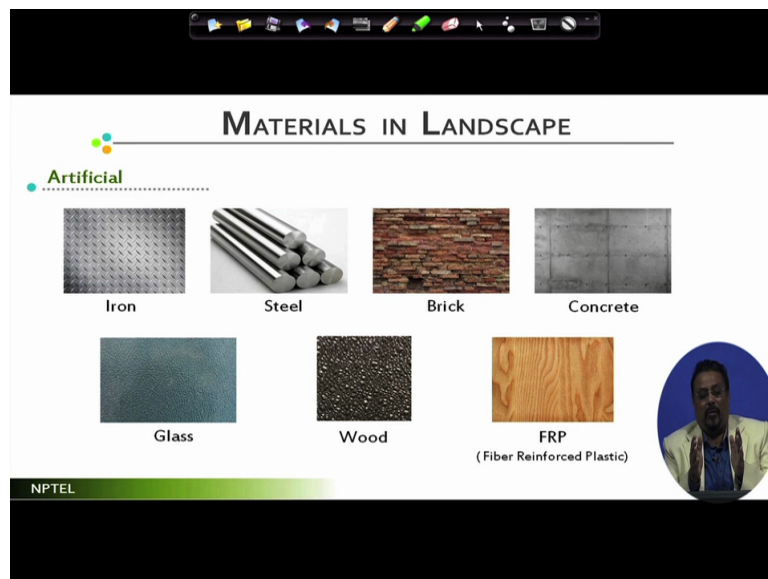 MATERIALS IN LANDSCAPE
Artificial
Iron
Steel
Brick
Concrete
Glass
Wood
FRP
( Fiber Reinforced Plastic)
NPTEL